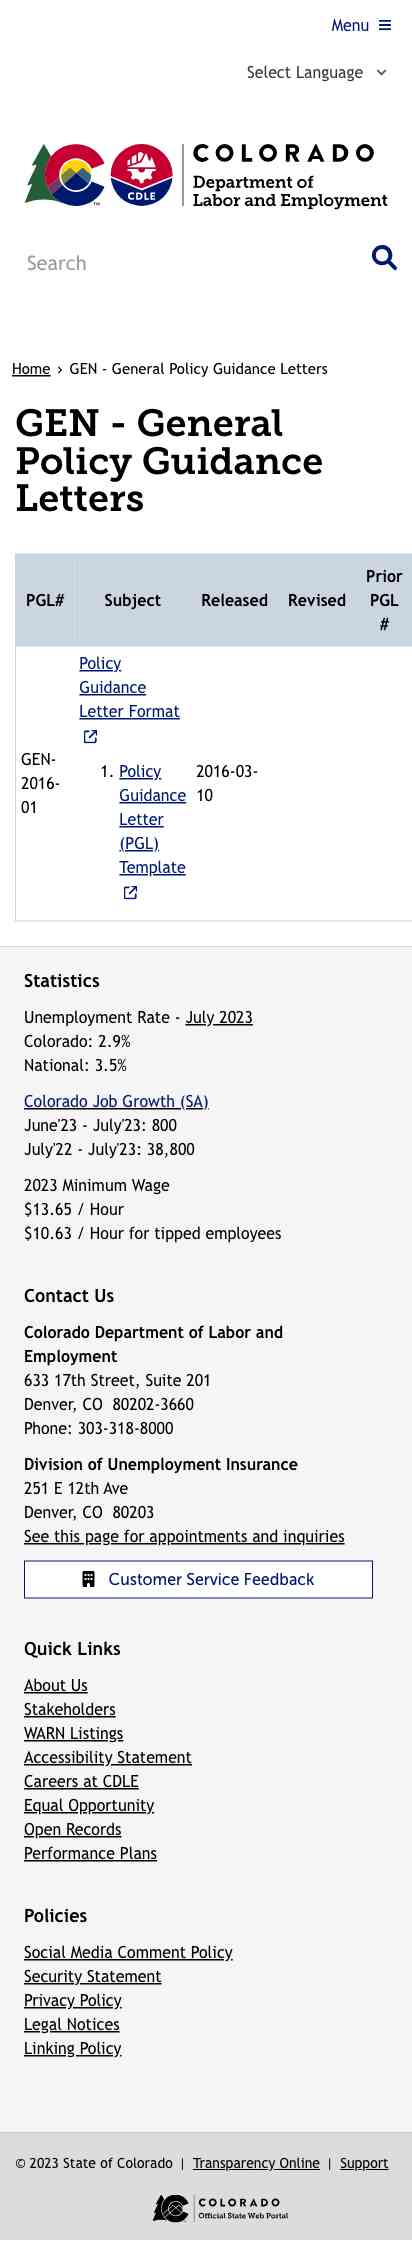 Menu
Select Language
COLORADO
Department of
Labor and Employment
CDLE
TM
Search
Home › GEN - General Policy Guidance Letters
GEN - General
Policy Guidance
Letters
PGL# Subject Released Revised Prior PGL #
GEN-2016-01
Policy
Guidance
Letter Format
1. Policy
Guidance
Letter
(PGL)
Template
2016-03-10
Statistics
Unemployment Rate - July 2023
Colorado: 2.9%
National: 3.5%
Colorado Job Growth (SA)
June'23 - July'23: 800
July'22 - July'23: 38,800
2023 Minimum Wage
$13.65 / Hour
$10.63 / Hour for tipped employees
Contact Us
Colorado Department of Labor and
Employment
633 17th Street, Suite 201
Denver, CO  80202-3660
Phone: 303-318-8000
Division of Unemployment Insurance
251 E 12th Ave
Denver, CO  80203
See this page for appointments and inquiries
Customer Service Feedback
Quick Links
About Us
Stakeholders
WARN Listings
Accessibility Statement
Careers at CDLE
Equal Opportunity
Open Records
Performance Plans
Policies
Social Media Comment Policy
Security Statement
Privacy Policy
Legal Notices
Linking Policy
© 2023 State of Colorado | Transparency Online | Support
COLORADO
Official State Web Portal